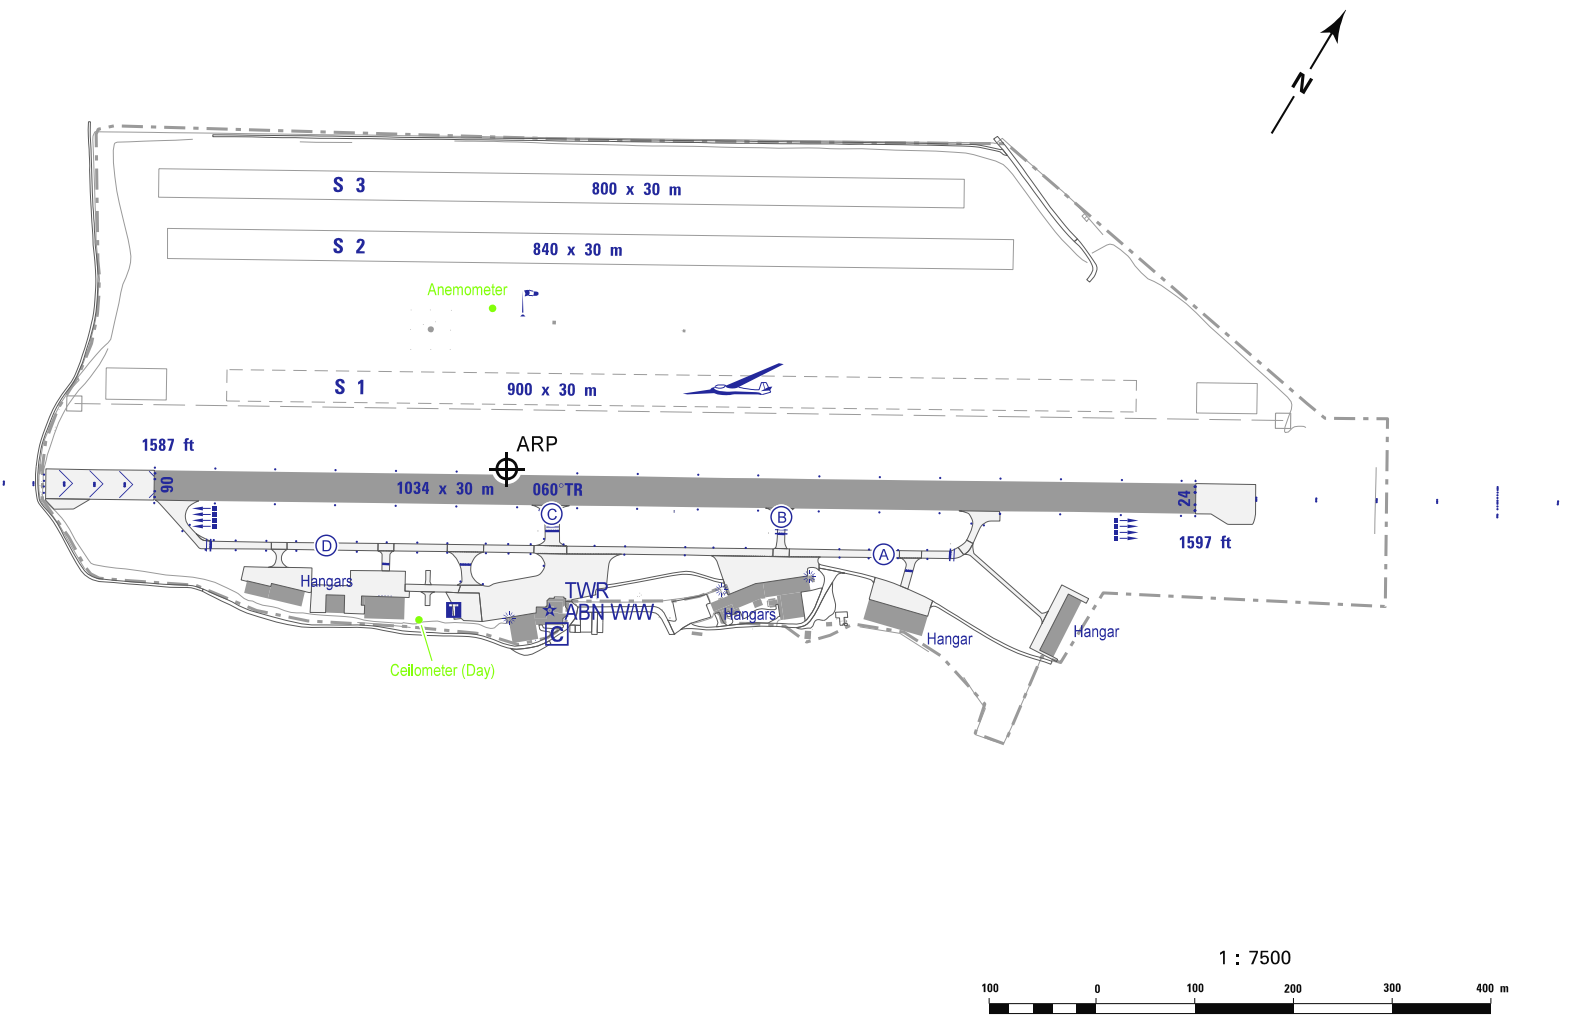 N
S 3 800 x 30 m
S 2 840 x 30 m
Anemometer
S 1 900 x 30 m
1587 ft
ARP
06
1034 x 30 m 060°TR
24
C
B
1597 ft
D
A
Hangars
TWR
T
ABN W/W
Hangars
C
Hangar
Hangar
Ceilometer (Day)
1 : 7500
100 0 100 200 300 400 m